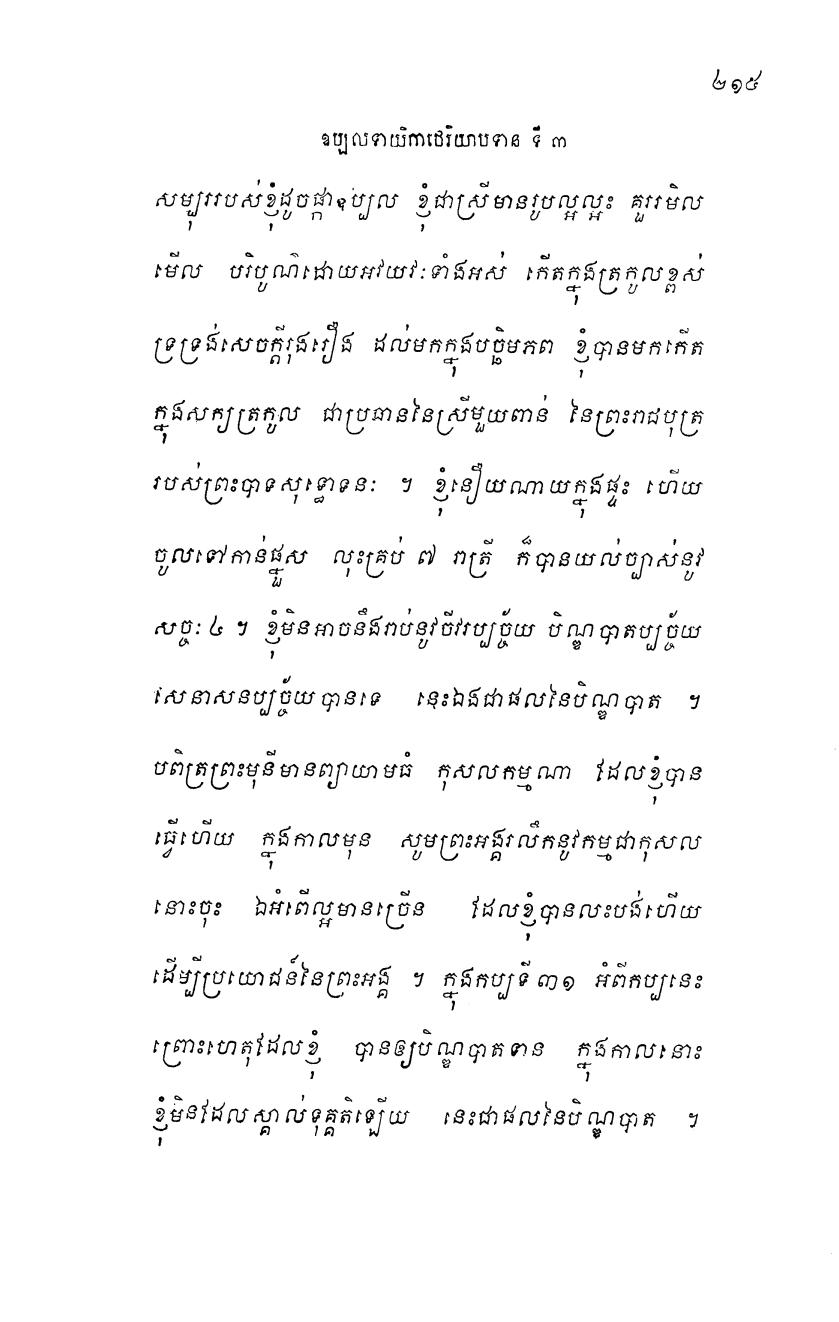 ២១៥
ឧប្បលទាយិកាថេរិយាបទាន ទី ៣
សម្បុររបស់ខ្ញុំដូចផ្កាឧប្បល ខ្ញុំជាស្រីមានរូបល្អល្អះ គួររមិល
មើល បរិបូណ៌ដោយអវយវៈទាំងអស់ កើតក្នុងត្រកូលខ្ពស់
ទ្រទ្រង់សេចក្តីរុងរឿង ដល់មកក្នុងបច្ឆិមភព ខ្ញុំបានមកកើត
ក្នុងសក្យត្រកូល ជាប្រធាននៃស្រីមួយពាន់ នៃព្រះរាជបុត្រ
របស់ព្រះបាទសុទ្ធោទនៈ ។ ខ្ញុំនឿយណាយក្នុងផ្ទះ ហើយ
ចូលទៅកាន់ផ្នួស លុះគ្រប់ ៧ រាត្រី ក៏បានយល់ច្បាស់នូវ
សច្ចៈ ៤ ។ ខ្ញុំមិនអាចនឹងរាប់នូវចីវរប្បច្ច័យ បិណ្ឌបាតប្បច្ច័យ
សេនាសនប្បច្ច័យបានទេ នេះឯងជាផលនៃបិណ្ឌបាត ។
បពិត្រព្រះមុនីមានព្យាយាមធំ កុសលកម្មណា ដែលខ្ញុំបាន
ធ្វើហើយ ក្នុងកាលមុន សូមព្រះអង្គរលឹកនូវកម្មជាកុសល
នោះចុះ ឯអំពើល្អមានច្រើន ដែលខ្ញុំបានលះបង់ហើយ
ដើម្បីប្រយោជន៍នៃព្រះអង្គ ។ ក្នុងកប្បទី ៣១ អំពីកប្បនេះ
ព្រោះហេតុដែលខ្ញុំ បានឲ្យបិណ្ឌបាតទាន ក្នុងកាលនោះ
ខ្ញុំមិនដែលស្គាល់ទុគ្គតិឡើយ នេះជាផលនៃបិណ្ឌបាត ។